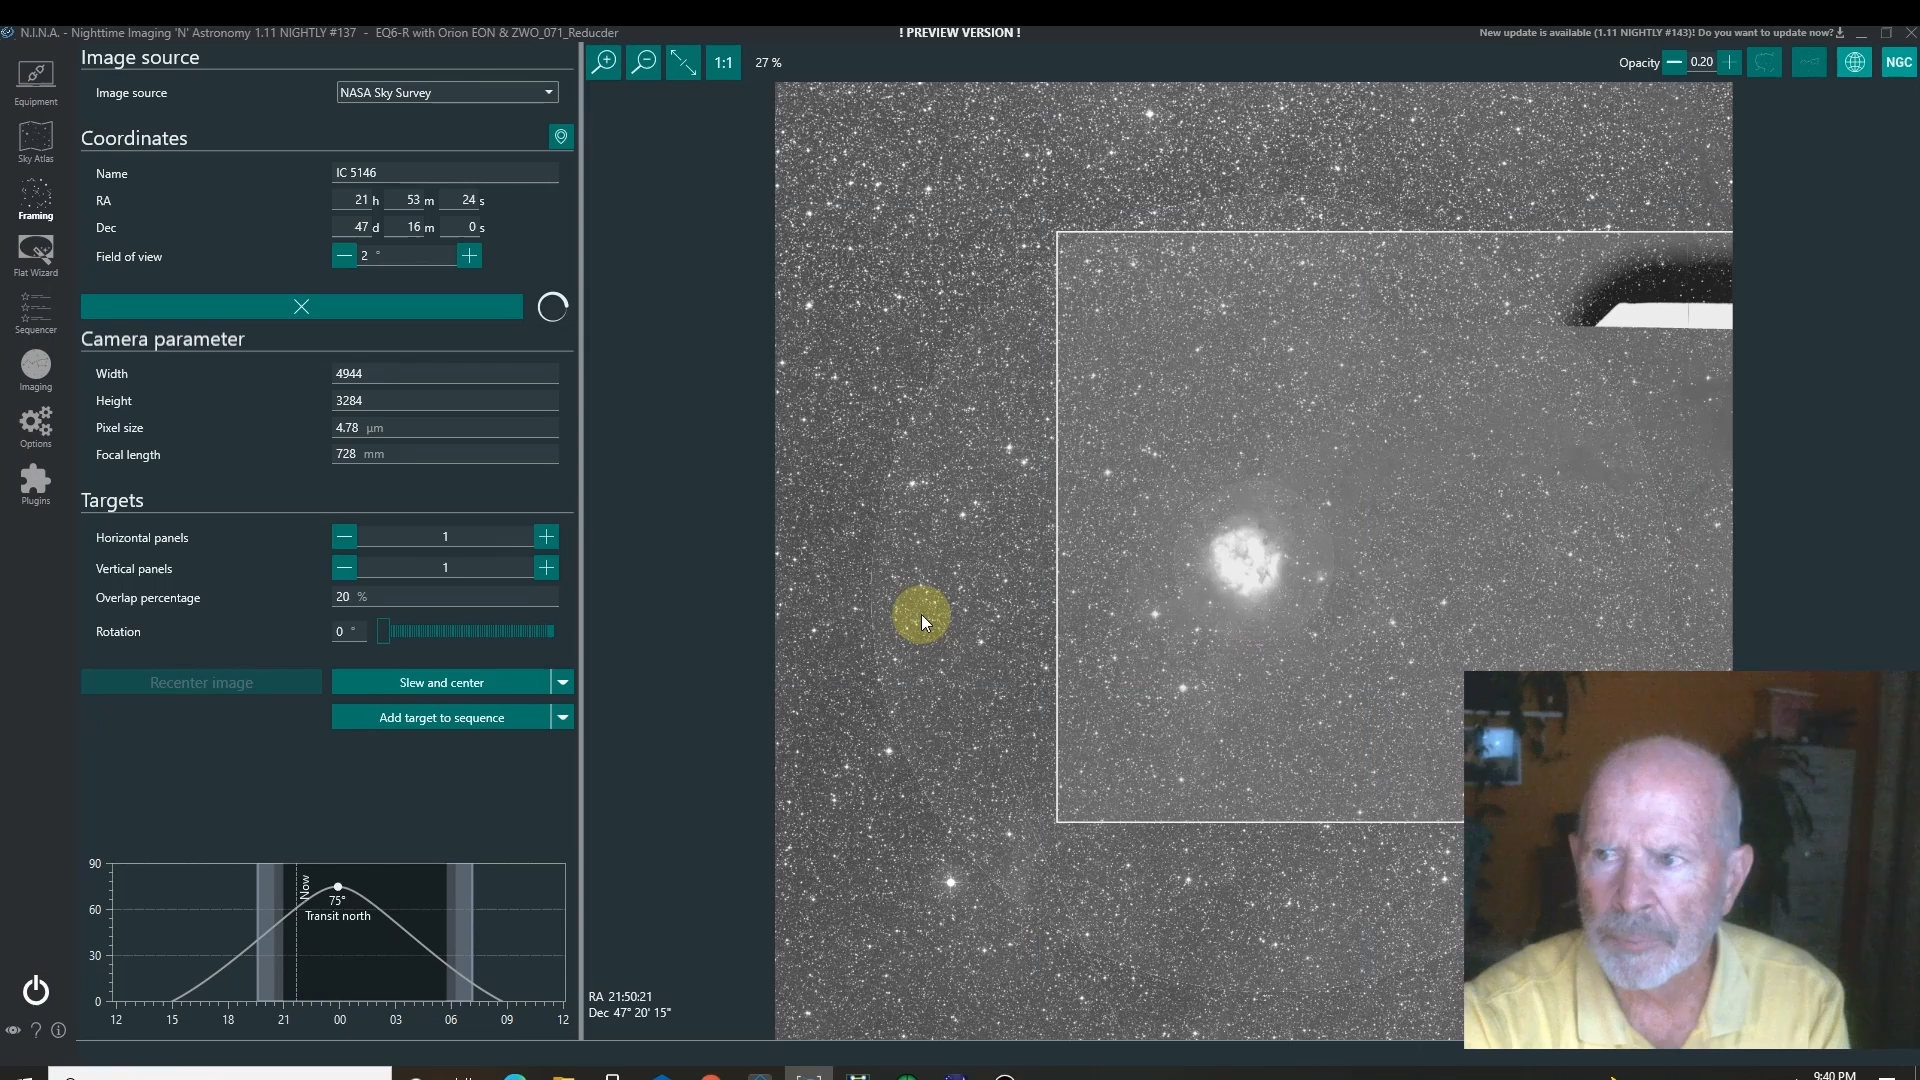 N.I.N.A. - Nighttime Imaging 'N' Astronomy 1.11 NIGHTLY #137 - EQ6-R with Orion EON & ZWO_071_Reducder
! PREVIEW VERSION !
New update is available (1.11 NIGHTLY #143)! Do you want to update now?
Equipment
Sky Atlas
Framing
Flat Wizard
Sequencer
Imaging
Options
Plugins
Image source
Image source
NASA Sky Survey
Coordinates
Name
IC 5146
RA
21 h 53 m 24 s
Dec
47 d 16 m 0 s
Field of view
2 °
Camera parameter
Width
4944
Height
3284
Pixel size
4.78 µm
Focal length
728 mm
Targets
Horizontal panels
1
Vertical panels
1
Overlap percentage
20 %
Rotation
0 °
Recenter image
Slew and center
Add target to sequence
90
60
30
0
Now
75°
Transit north
12 15 18 21 00 03 06 09 12
1:1
27 %
Opacity
0.20
NGC
RA 21:50:21
Dec 47° 20' 15"
9:40 PM